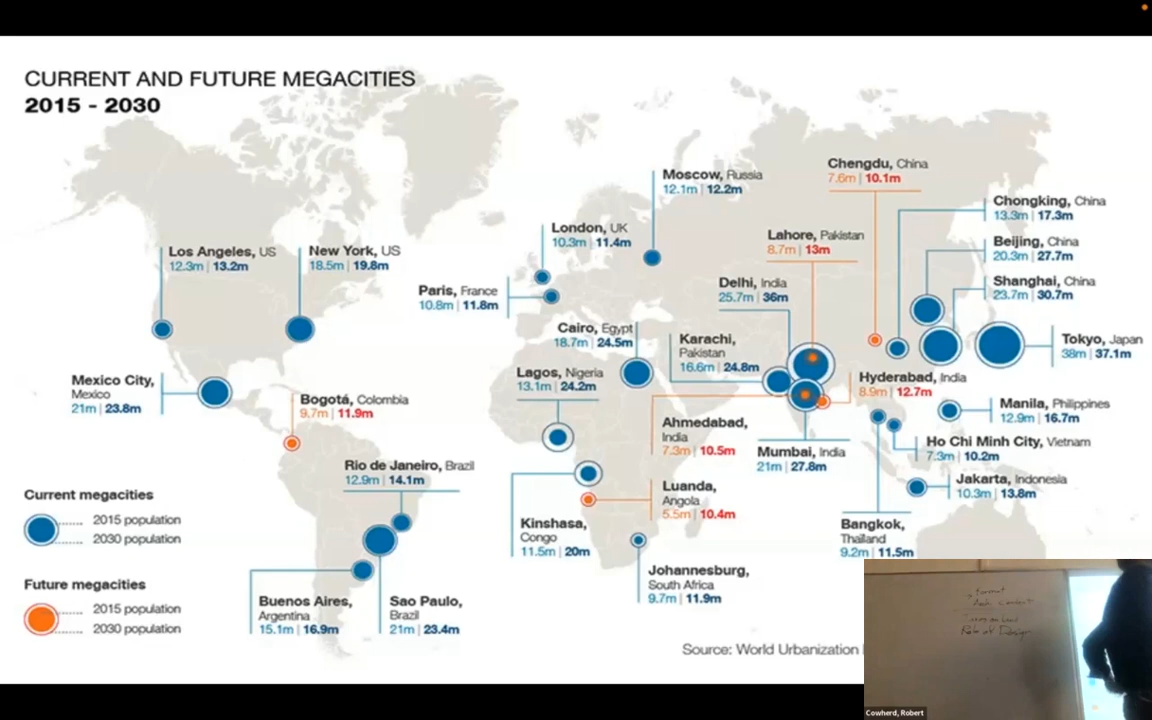 CURRENT AND FUTURE MEGACITIES
2015 - 2030
Moscow, Russia
12.1m | 12.2m
Chengdu, China
7.6m | 10.1m
Chongking, China
13.3m | 17.3m
London, UK
10.3m | 11.4m
Lahore, Pakistan
8.7m | 13m
Beijing, China
20.3m | 27.7m
Los Angeles, US
12.3m | 13.2m
New York, US
18.5m | 19.8m
Paris, France
10.8m | 11.8m
Delhi, India
25.7m | 36m
Shanghai, China
23.7m | 30.7m
Cairo, Egypt
18.7m | 24.5m
Karachi,
Pakistan
16.6m | 24.8m
Tokyo, Japan
38m | 37.1m
Lagos, Nigeria
13.1m | 24.2m
Mexico City,
Mexico
21m | 23.8m
Bogotá, Colombia
9.7m | 11.9m
Hyderabad, India
8.9m | 12.7m
Manila, Philippines
12.9m | 16.7m
Ahmedabad,
India
7.3m | 10.5m
Mumbai, India
21m | 27.8m
Ho Chi Minh City, Vietnam
7.3m | 10.2m
Rio de Janeiro, Brazil
12.9m | 14.1m
Luanda,
Angola
5.5m | 10.4m
Jakarta, Indonesia
10.3m | 13.8m
Current megacities
2015 population
2030 population
Kinshasa,
Congo
11.5m | 20m
Bangkok,
Thailand
9.2m | 11.5m
Johannesburg,
South Africa
9.7m | 11.9m
Future megacities
2015 population
2030 population
Buenos Aires,
Argentina
15.1m | 16.9m
Sao Paulo,
Brazil
21m | 23.4m
Source: World Urbanization
Format
Role of Design
Cowherd, Robert